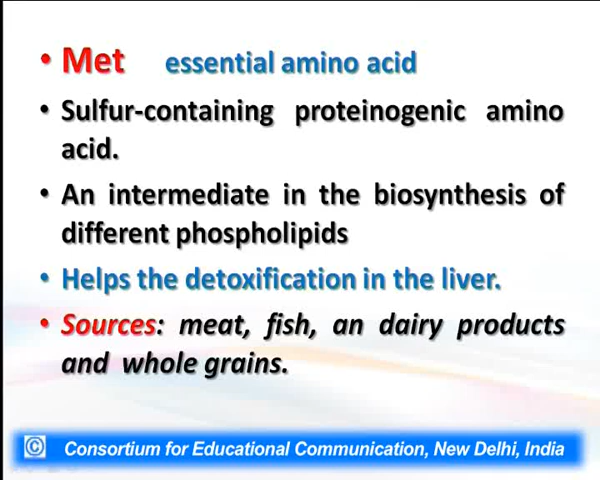 • Met essential amino acid
• Sulfur-containing proteinogenic amino
acid.
• An intermediate in the biosynthesis of
different phospholipids
• Helps the detoxification in the liver.
• Sources: meat, fish, an dairy products
and whole grains.
© Consortium for Educational Communication, New Delhi, India